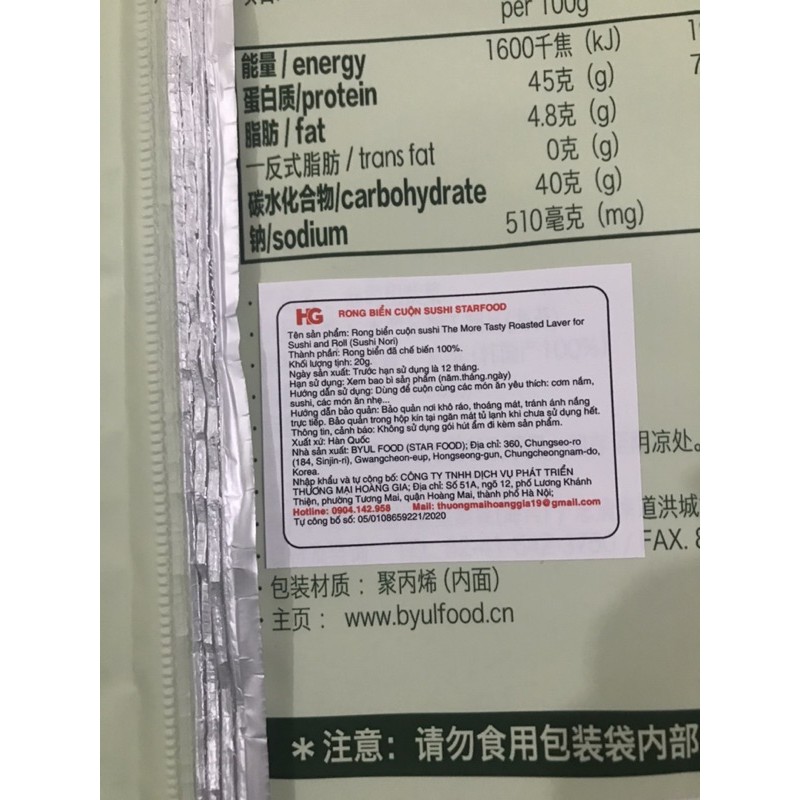 per 100g
能量/energy 1600千焦 (kJ)
蛋白质/protein 45克 (g)
脂肪/fat 4.8克 (g)
一反式脂肪/trans fat 0克 (g)
碳水化合物/carbohydrate 40克 (g)
钠/sodium 510毫克 (mg)
HG RONG BIỂN CUỘN SUSHI STARFOOD
Tên sản phẩm: Rong biển cuộn sushi The More Tasty Roasted Laver for
Sushi and Roll (Sushi Nori)
Thành phần: Rong biển đã chế biến 100%.
Khối lượng tịnh: 20g.
Ngày sản xuất: Trước hạn sử dụng là 12 tháng.
Hạn sử dụng: Xem bao bì sản phẩm (năm.tháng.ngày)
Hướng dẫn sử dụng: Dùng để cuộn cùng các món ăn yêu thích: cơm nắm,
sushi, các món ăn nhẹ...
Hướng dẫn bảo quản: Bảo quản nơi khô ráo, thoáng mát, tránh ánh nắng
trực tiếp. Bảo quản trong hộp kín tại ngăn mát tủ lạnh khi chưa sử dụng hết.
Thông tin, cảnh báo: Không sử dụng gói hút ẩm đi kèm sản phẩm.
Xuất xứ: Hàn Quốc
Nhà sản xuất: BYUL FOOD (STAR FOOD); Địa chỉ: 360, Chungseo-ro
(184, Sinjin-ri), Gwangcheon-eup, Hongseong-gun, Chungcheongnam-do,
Korea.
Nhập khẩu và tự công bố: CÔNG TY TNHH DỊCH VỤ PHÁT TRIỂN
THƯƠNG MẠI HOÀNG GIA; Địa chỉ: Số 51A, ngõ 12, phố Lương Khánh
Thiện, phường Tương Mai, quận Hoàng Mai, thành phố Hà Nội;
Hotline: 0904.142.958 Mail: thuongmaihoanggia19@gmail.com
Tự công bố số: 05/0108659221/2020
用凉处。
道洪城
FAX.
·包装材质：聚丙烯 (内面)
·主页：www.byulfood.cn
*注意：请勿食用包装袋内部